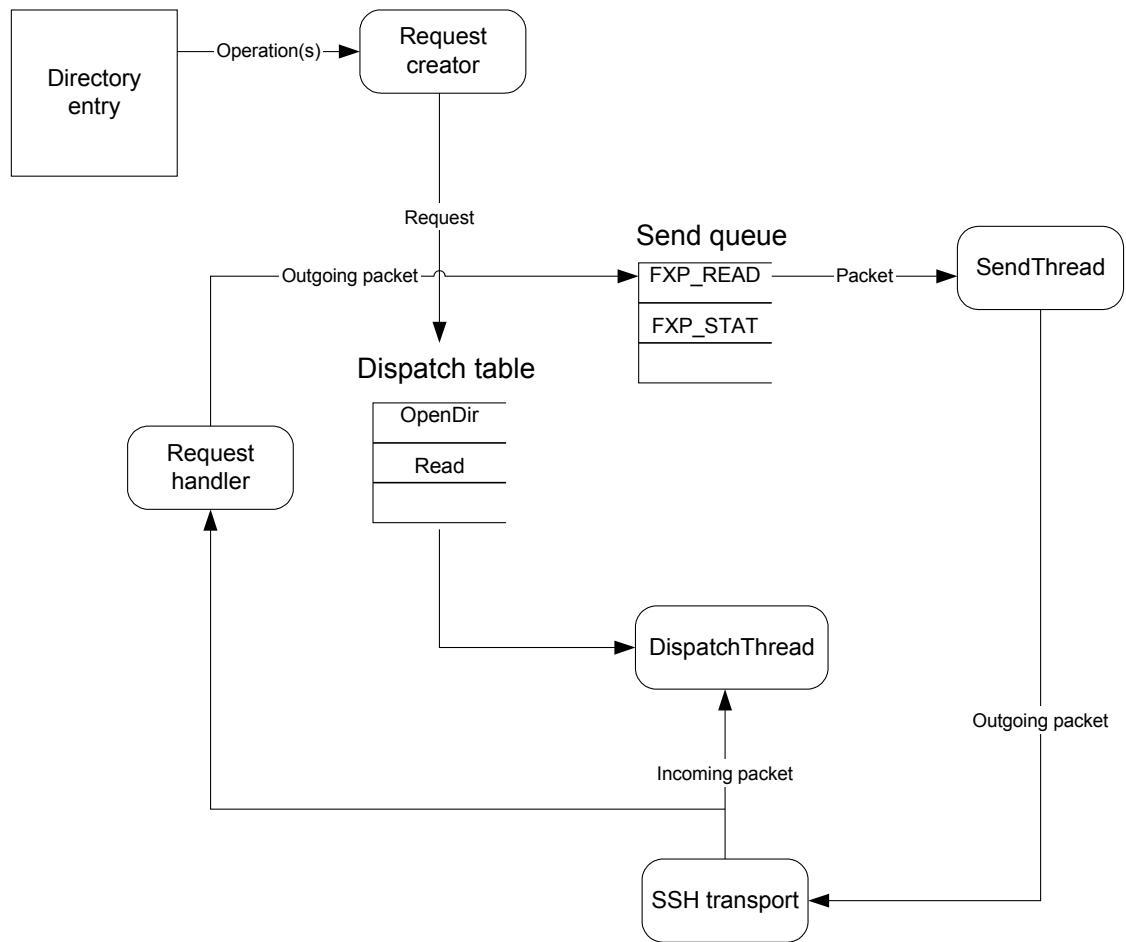 Directory
entry
Operation(s)
Request
creator
Request
Send queue
Outgoing packet
FXP_READ
Packet
SendThread
FXP_STAT
Dispatch table
OpenDir
Read
Request
handler
DispatchThread
Outgoing packet
Incoming packet
SSH transport